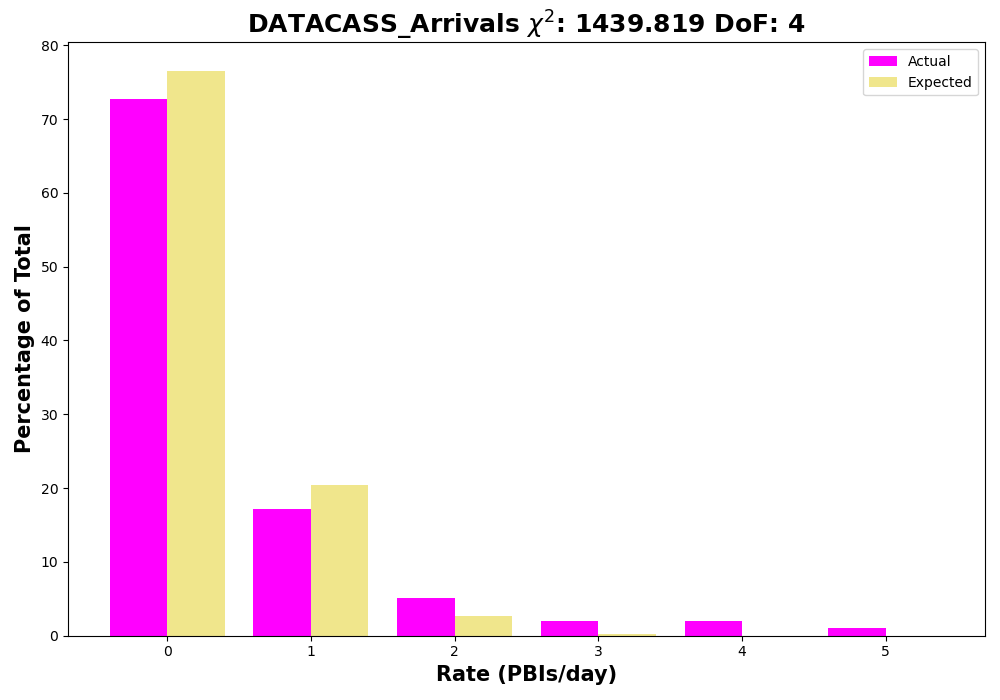 DATACASS_Arrivals χ²: 1439.819 DoF: 4
Actual
Expected
80
70
60
50
40
30
20
10
0
Percentage of Total
0 1 2 3 4 5
Rate (PBIs/day)